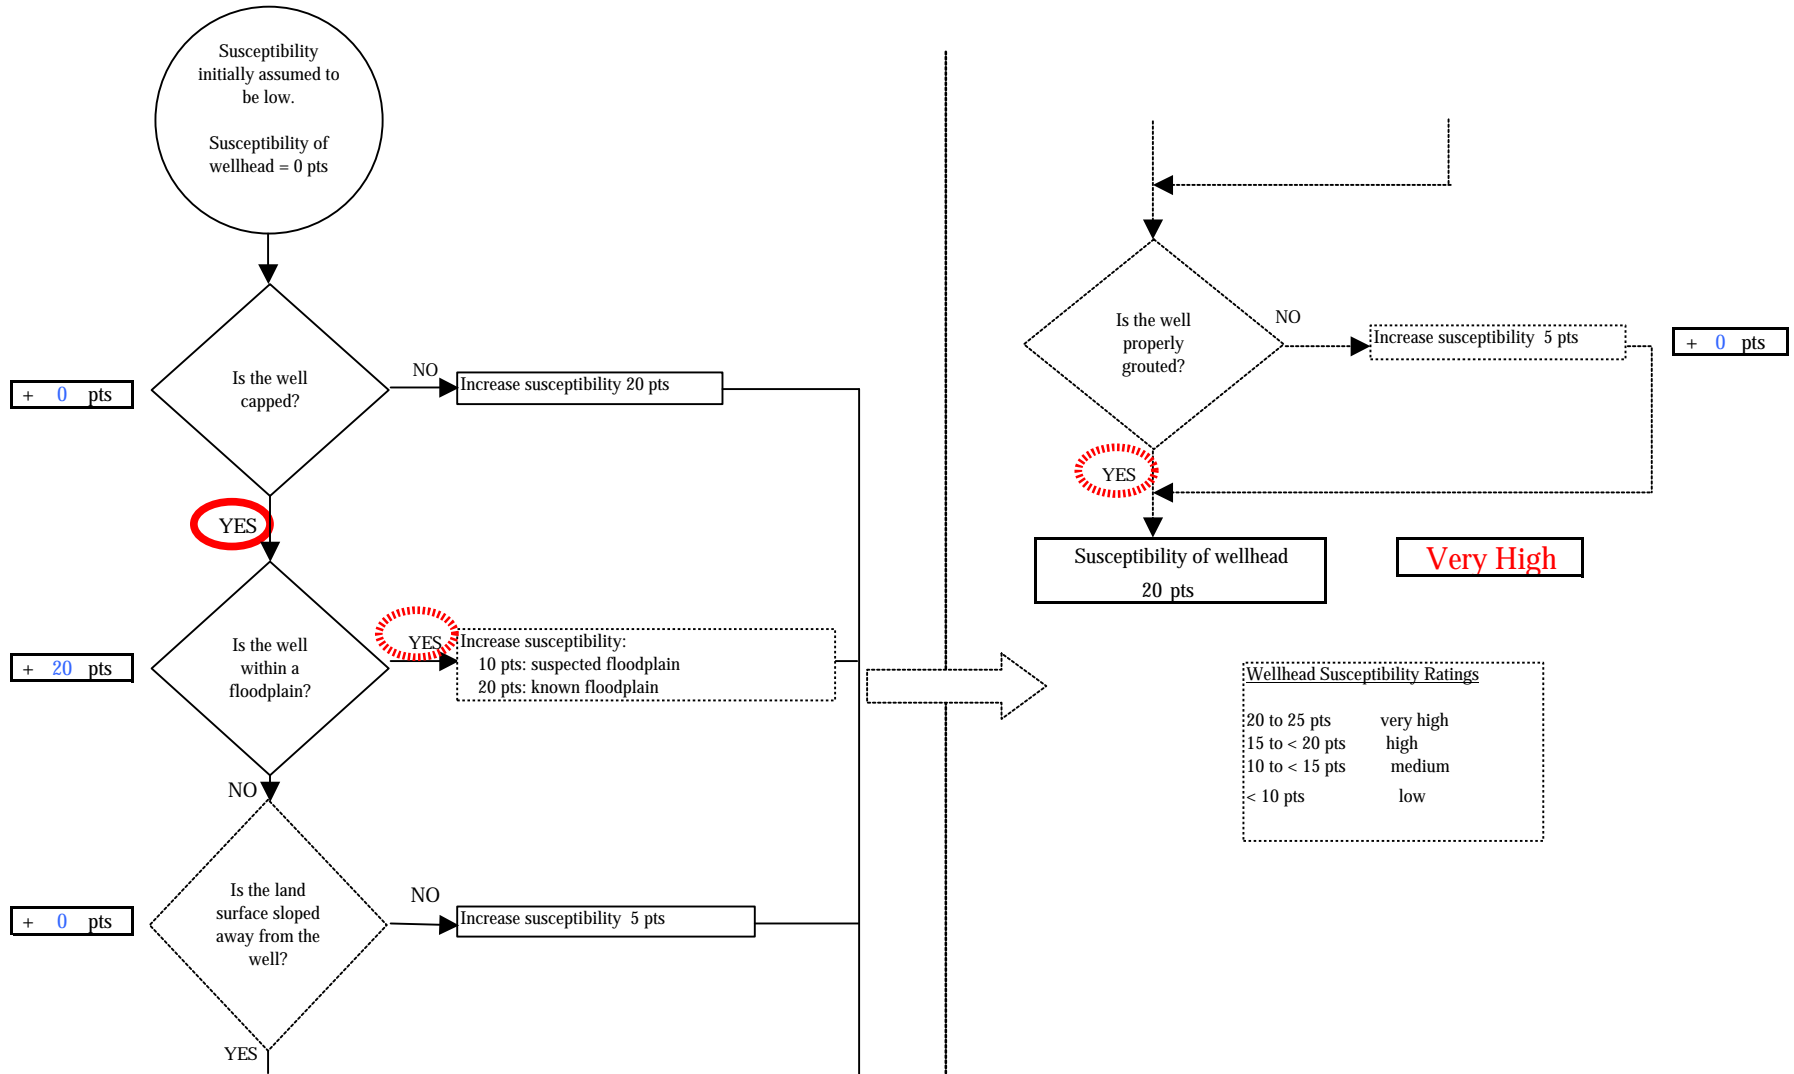 Susceptibility
initially assumed to
be low.
Susceptibility of
wellhead = 0 pts
Is the well
capped?
NO
Increase susceptibility 20 pts
+ 0 pts
YES
Is the well
within a
floodplain?
YES
Increase susceptibility:
10 pts: suspected floodplain
20 pts: known floodplain
+ 20 pts
NO
Is the land
surface sloped
away from the
well?
NO
Increase susceptibility 5 pts
+ 0 pts
YES
Is the well
properly
grouted?
NO
Increase susceptibility 5 pts
+ 0 pts
YES
Susceptibility of wellhead
20 pts
Very High
Wellhead Susceptibility Ratings
20 to 25 pts very high
15 to < 20 pts high
10 to < 15 pts medium
< 10 pts low